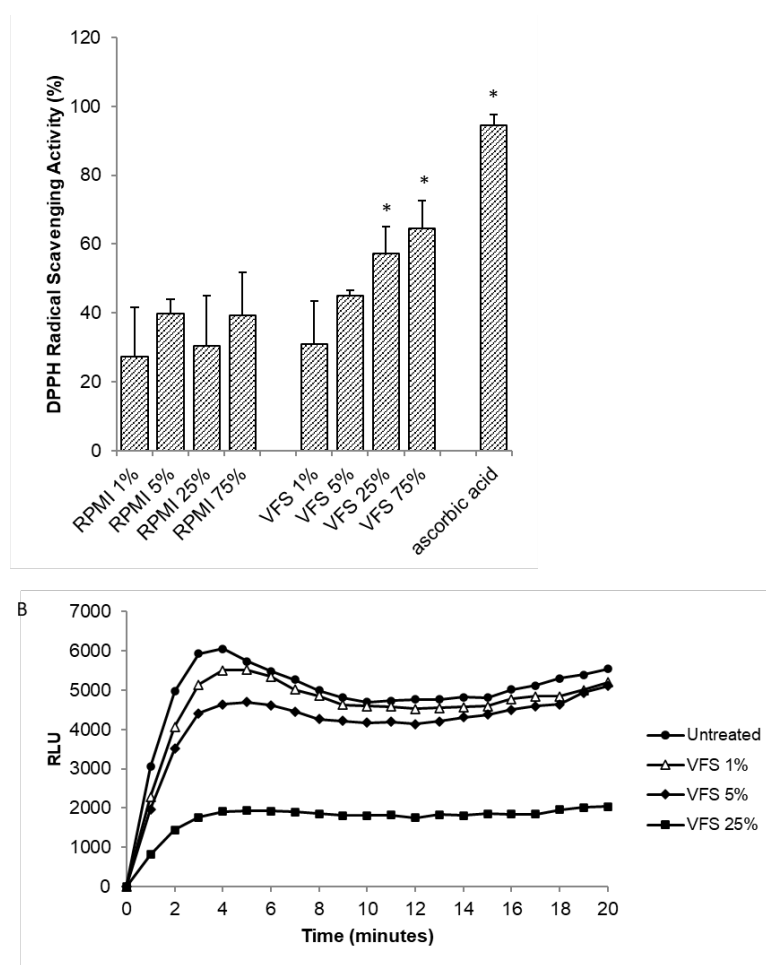 120
100
80
60
40
20
0
DPPH Radical Scavenging Activity (%)
*
*
*
RPMI 1%
RPMI 5%
RPMI 25%
RPMI 75%
VFS 1%
VFS 5%
VFS 25%
VFS 75%
ascorbic acid
B
7000
6000
5000
4000
3000
2000
1000
0
RLU
0 2 4 6 8 10 12 14 16 18 20
Time (minutes)
Untreated
VFS 1%
VFS 5%
VFS 25%